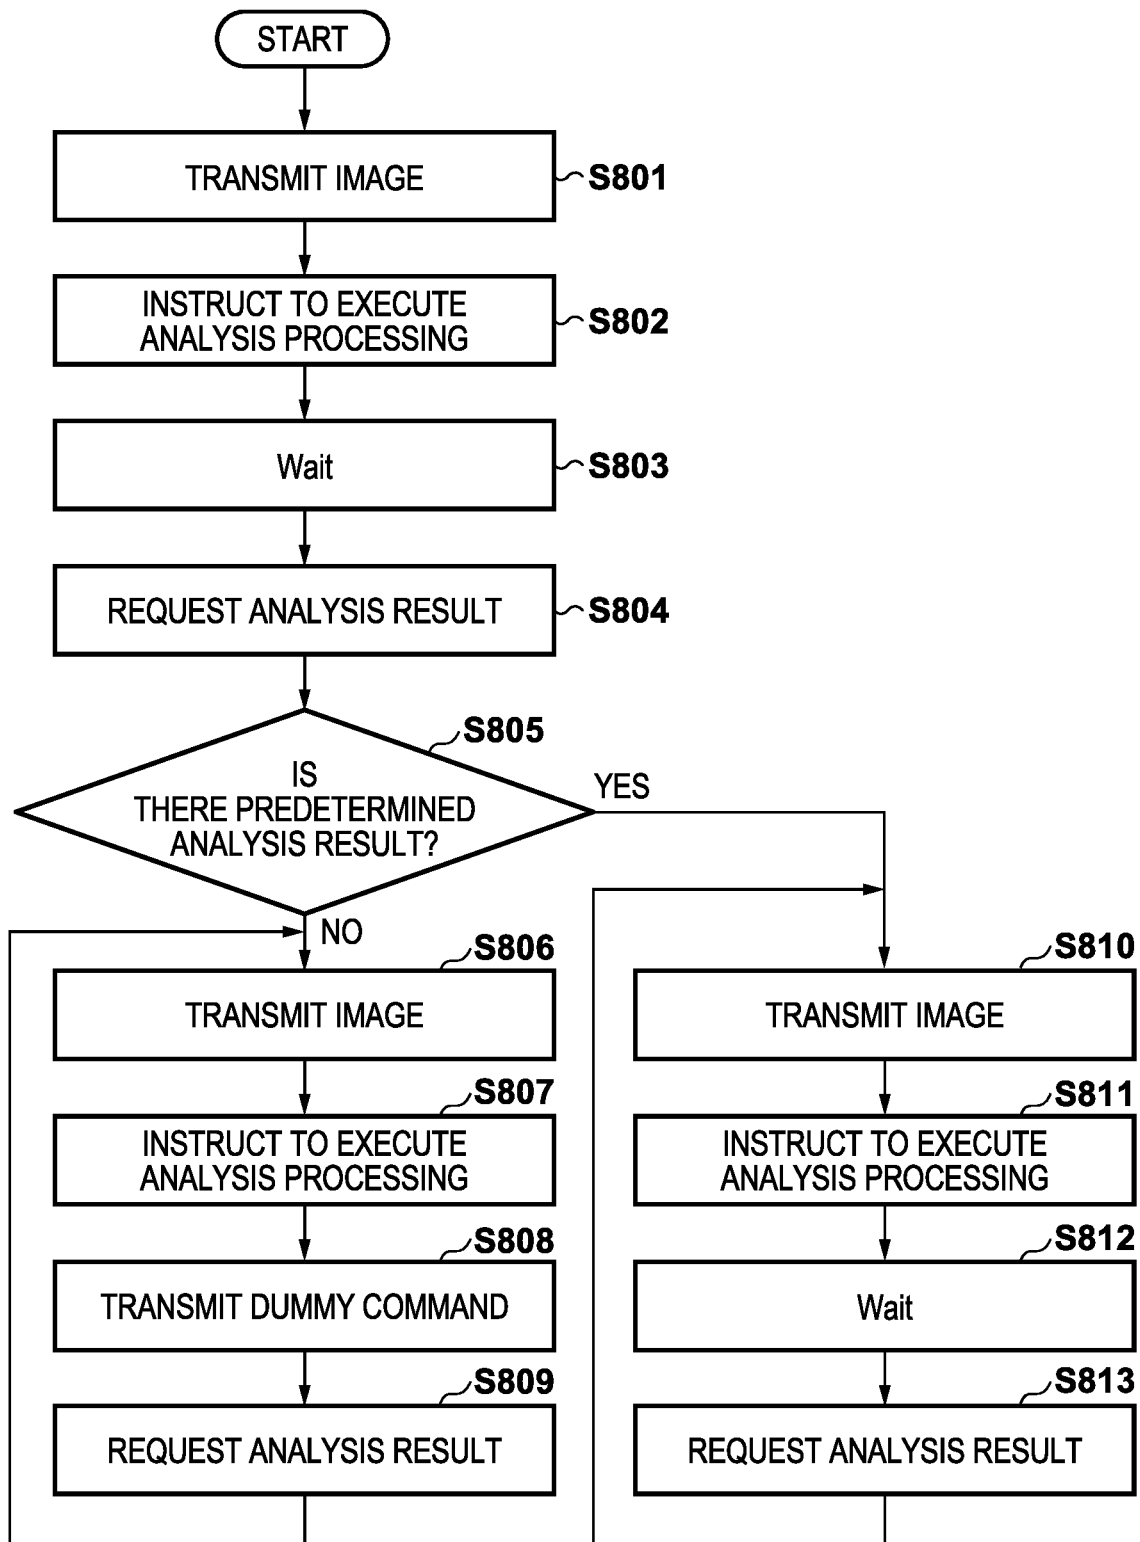 START
TRANSMIT IMAGE
S801
INSTRUCT TO EXECUTE
ANALYSIS PROCESSING
S802
Wait
S803
REQUEST ANALYSIS RESULT
S804
S805
IS
THERE PREDETERMINED
ANALYSIS RESULT?
YES
NO
S806
TRANSMIT IMAGE
S807
INSTRUCT TO EXECUTE
ANALYSIS PROCESSING
S808
TRANSMIT DUMMY COMMAND
S809
REQUEST ANALYSIS RESULT
S810
TRANSMIT IMAGE
S811
INSTRUCT TO EXECUTE
ANALYSIS PROCESSING
S812
Wait
S813
REQUEST ANALYSIS RESULT